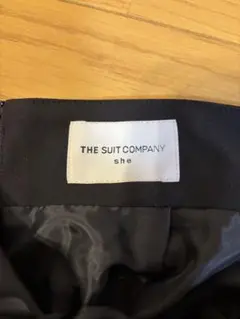 THE SUIT COMPANY
she